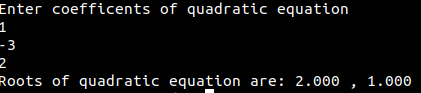 Enter coefficents of quadratic equation
1
-3
2
Roots of quadratic equation are: 2.000 , 1.000